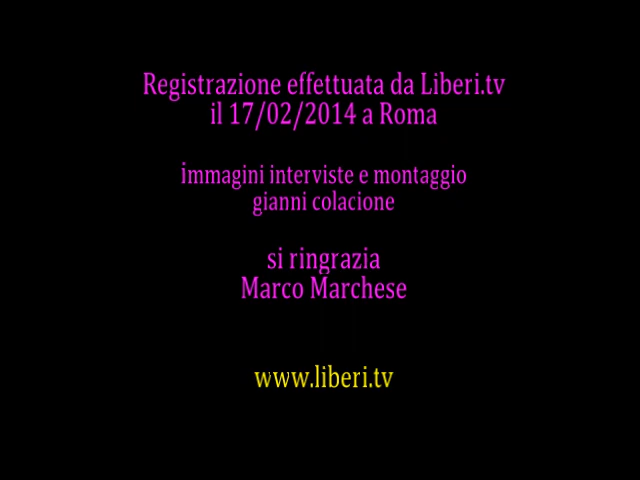 Registrazione effettuata da Liberi.tv
il 17/02/2014 a Roma
immagini interviste e montaggio
gianni colacione
si ringrazia
Marco Marchese
www.liberi.tv